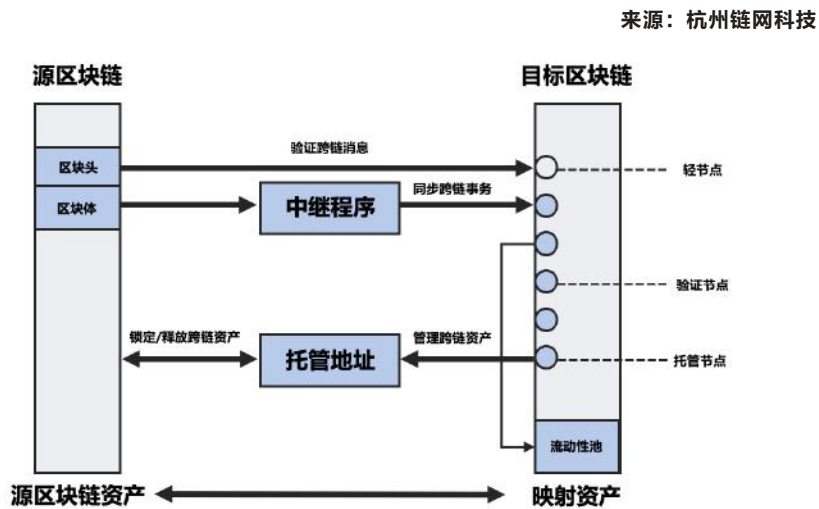 来源：杭州链网科技
源区块链
目标区块链
区块头
验证跨链消息
轻节点
区块体
中继程序
同步跨链事务
验证节点
锁定/释放跨链资产
托管地址
管理跨链资产
托管节点
流动性池
源区块链资产
映射资产